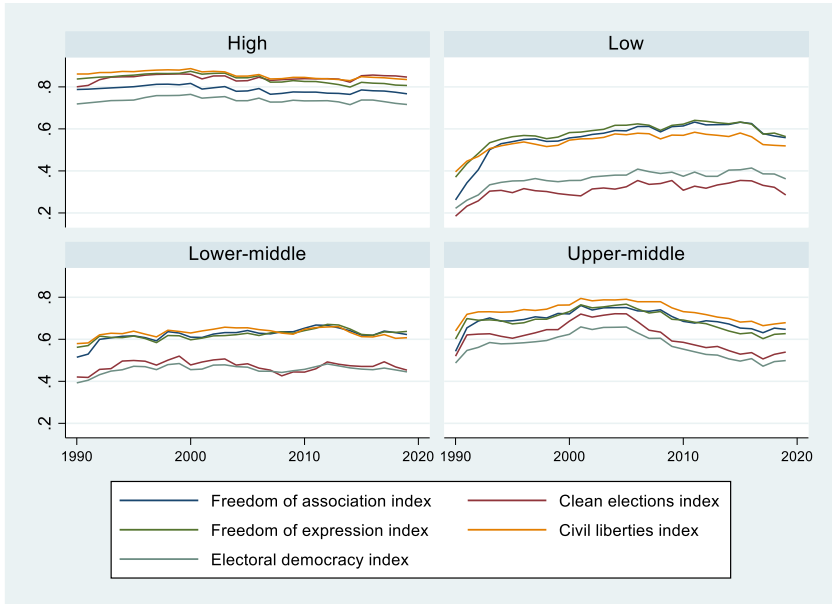 High
Low
.8
.6
.4
.2
Lower-middle
Upper-middle
.8
.6
.4
.2
1990 2000 2010 2020 1990 2000 2010 2020
Freedom of association index Clean elections index
Freedom of expression index Civil liberties index
Electoral democracy index